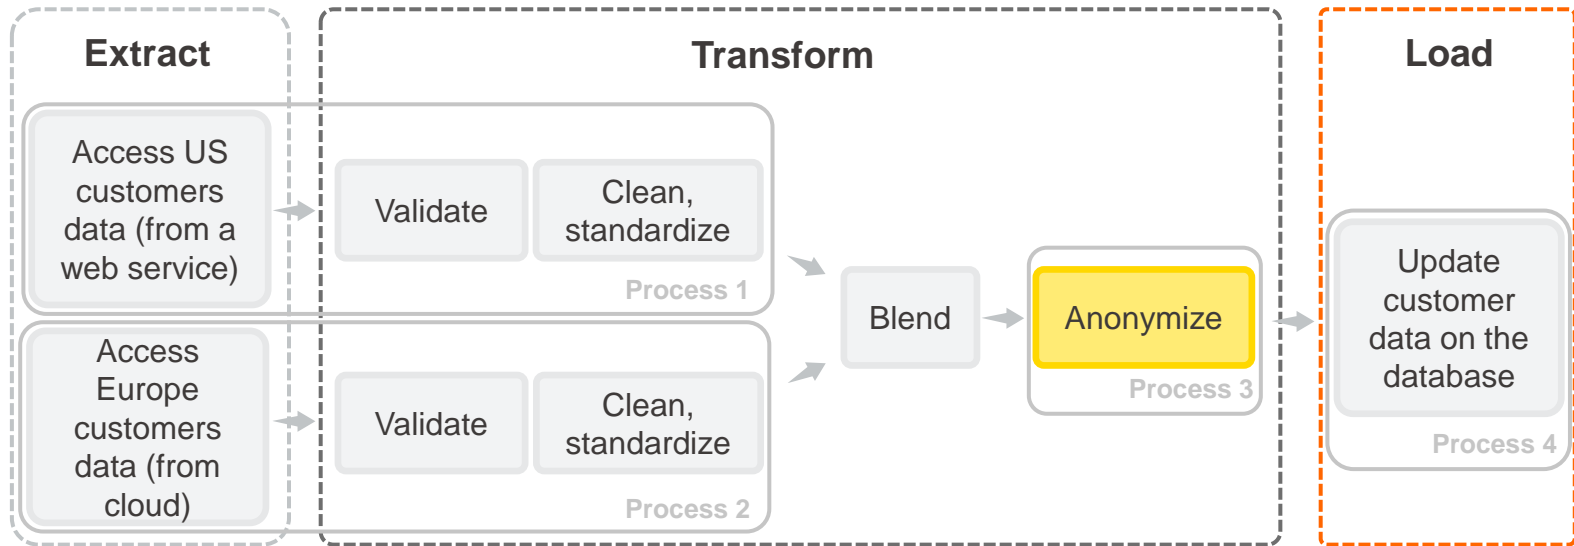 Extract
Transform
Load
Access US
customers
data (from a
web service)
Validate
Clean,
standardize
Process 1
Access
Europe
customers
data (from
cloud)
Validate
Clean,
standardize
Process 2
Blend
Anonymize
Process 3
Update
customer
data on the
database
Process 4